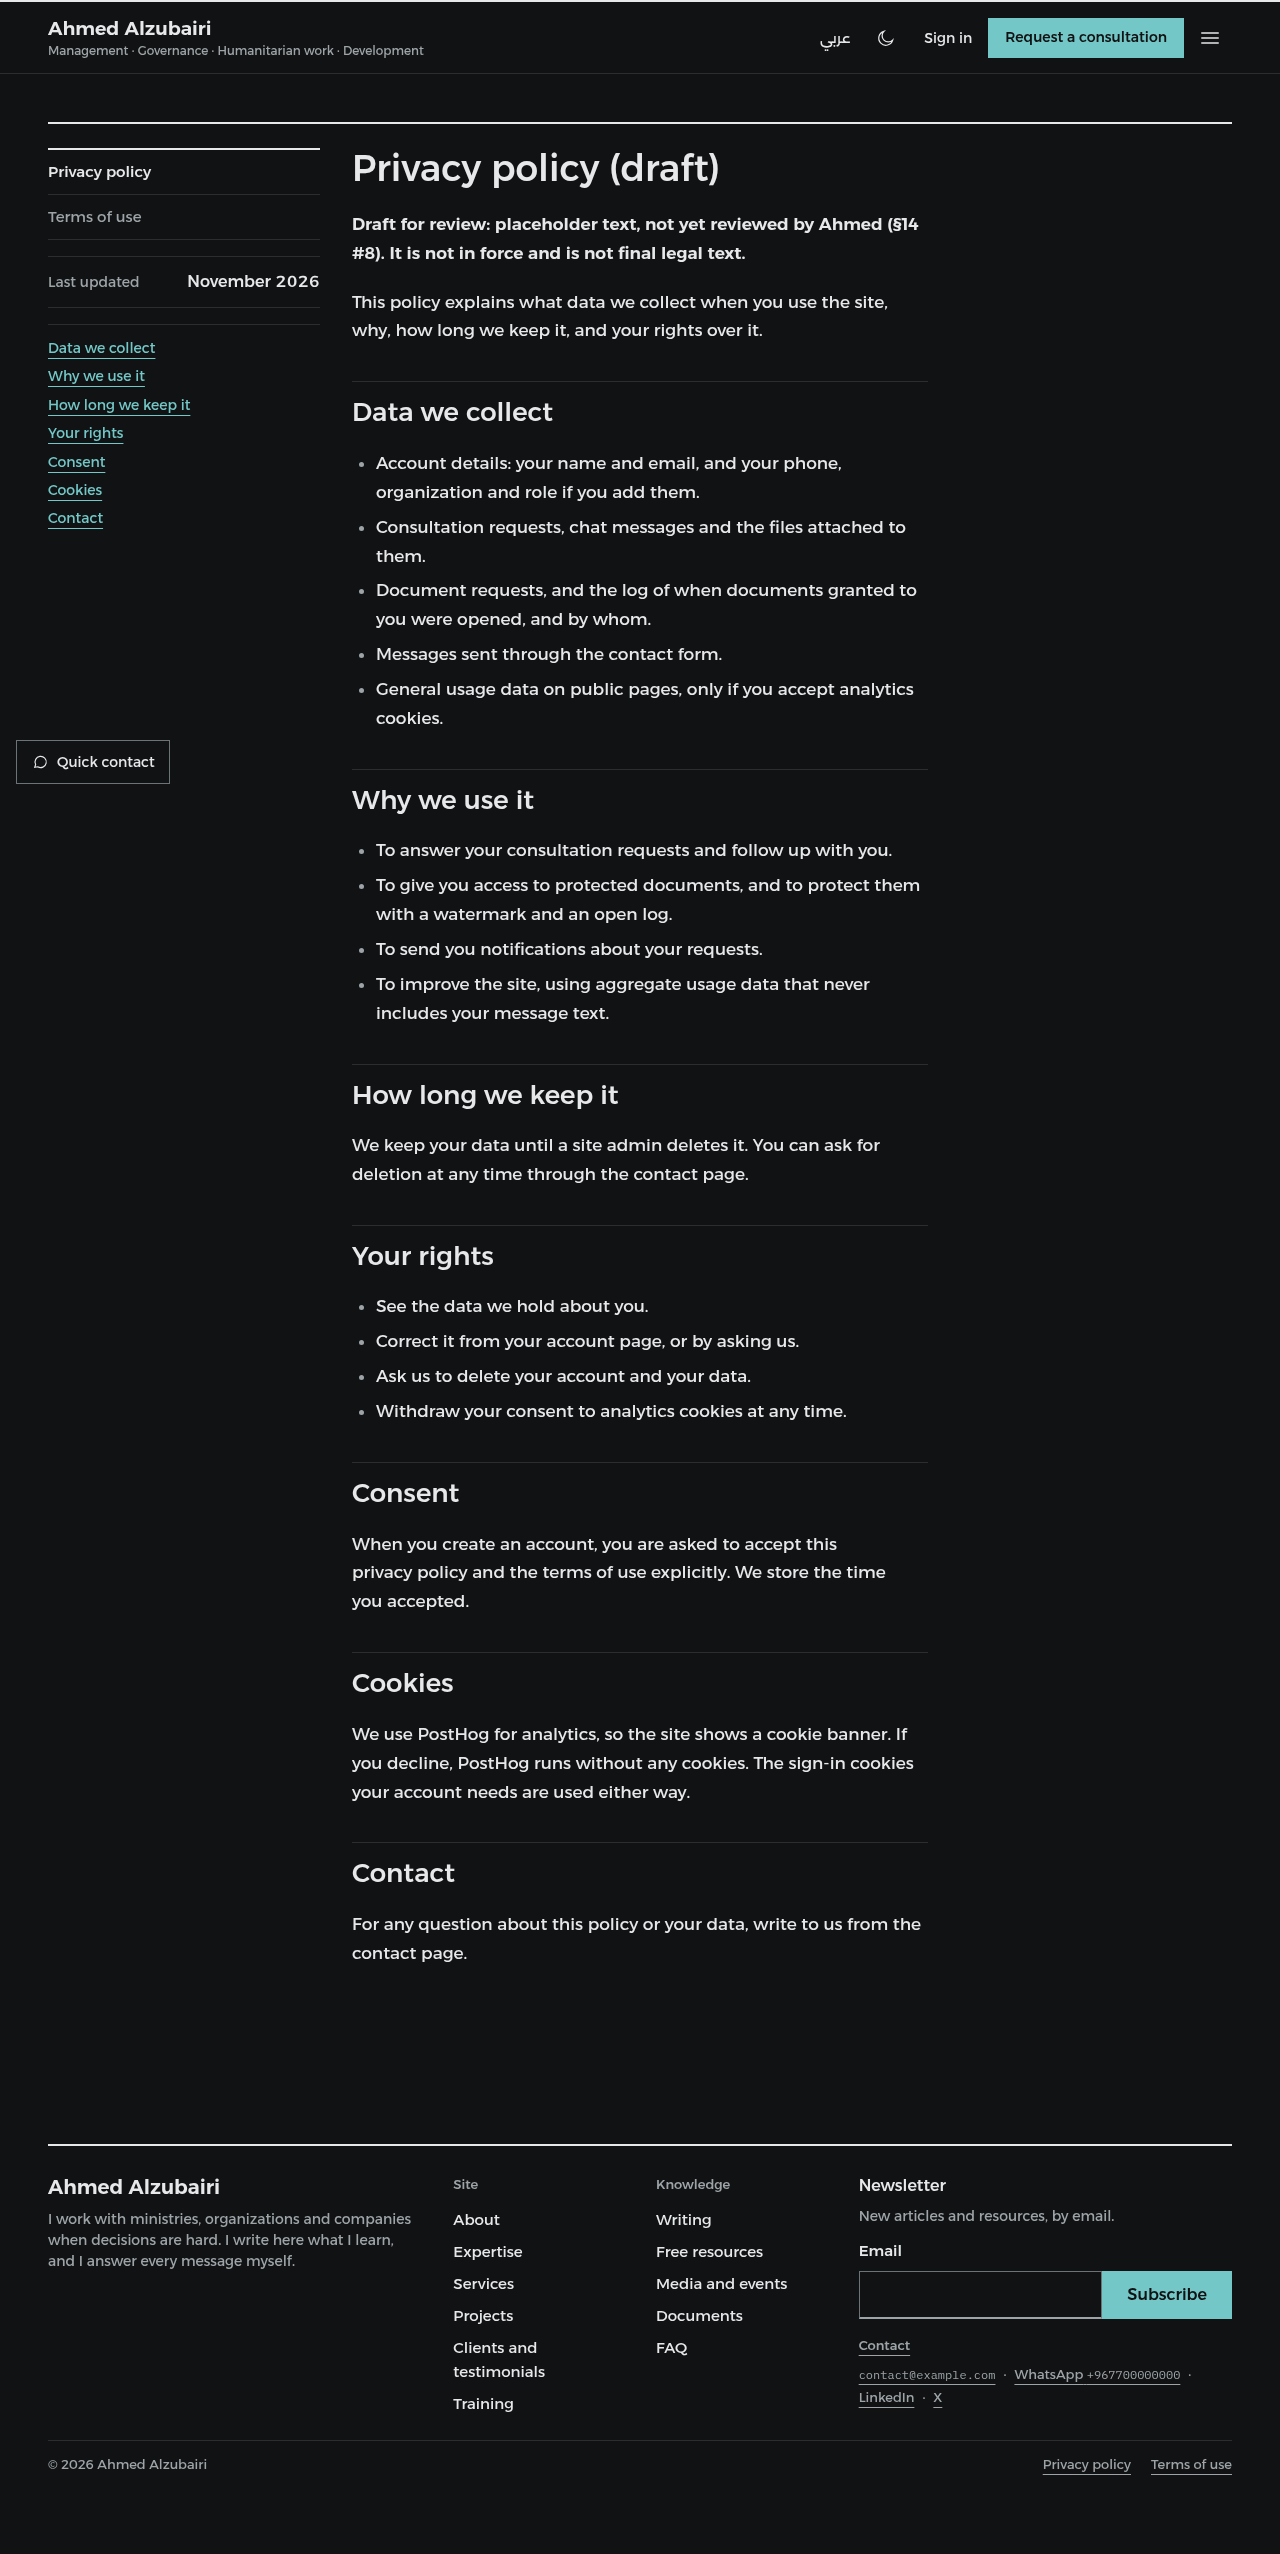 Ahmed Alzubairi
Management · Governance · Humanitarian work · Development
عربي
Sign in
Request a consultation
Privacy policy
Terms of use
Last updated November 2026
Data we collect
Why we use it
How long we keep it
Your rights
Consent
Cookies
Contact
Quick contact
Privacy policy (draft)
Draft for review: placeholder text, not yet reviewed by Ahmed (§14
#8). It is not in force and is not final legal text.
This policy explains what data we collect when you use the site,
why, how long we keep it, and your rights over it.
Data we collect
• Account details: your name and email, and your phone,
organization and role if you add them.
• Consultation requests, chat messages and the files attached to
them.
• Document requests, and the log of when documents granted to
you were opened, and by whom.
• Messages sent through the contact form.
• General usage data on public pages, only if you accept analytics
cookies.
Why we use it
• To answer your consultation requests and follow up with you.
• To give you access to protected documents, and to protect them
with a watermark and an open log.
• To send you notifications about your requests.
• To improve the site, using aggregate usage data that never
includes your message text.
How long we keep it
We keep your data until a site admin deletes it. You can ask for
deletion at any time through the contact page.
Your rights
• See the data we hold about you.
• Correct it from your account page, or by asking us.
• Ask us to delete your account and your data.
• Withdraw your consent to analytics cookies at any time.
Consent
When you create an account, you are asked to accept this
privacy policy and the terms of use explicitly. We store the time
you accepted.
Cookies
We use PostHog for analytics, so the site shows a cookie banner. If
you decline, PostHog runs without any cookies. The sign-in cookies
your account needs are used either way.
Contact
For any question about this policy or your data, write to us from the
contact page.
Ahmed Alzubairi
I work with ministries, organizations and companies
when decisions are hard. I write here what I learn,
and I answer every message myself.
Site
About
Expertise
Services
Projects
Clients and
testimonials
Training
Knowledge
Writing
Free resources
Media and events
Documents
FAQ
Newsletter
New articles and resources, by email.
Email
Subscribe
Contact
contact@example.com · WhatsApp +967700000000 ·
LinkedIn · X
© 2026 Ahmed Alzubairi
Privacy policy
Terms of use